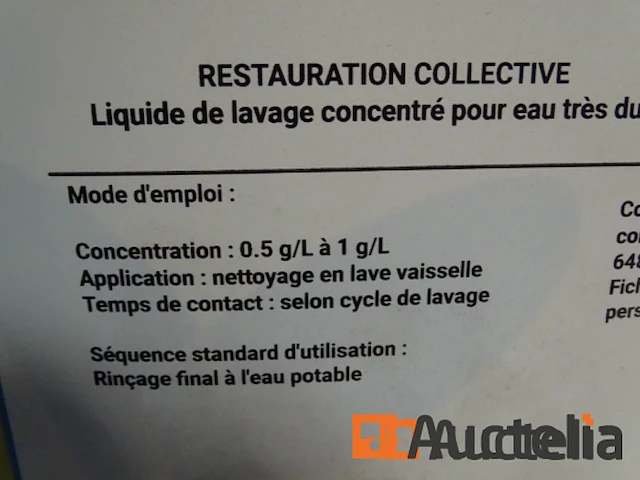 RESTAURATION COLLECTIVE
Liquide de lavage concentré pour eau très du
Mode d'emploi :
Concentration : 0.5 g/L à 1 g/L
Application : nettoyage en lave vaisselle
Temps de contact : selon cycle de lavage
Séquence standard d'utilisation :
Rinçage final à l'eau potable
Co
co
648
Fich
pers
Auctelia